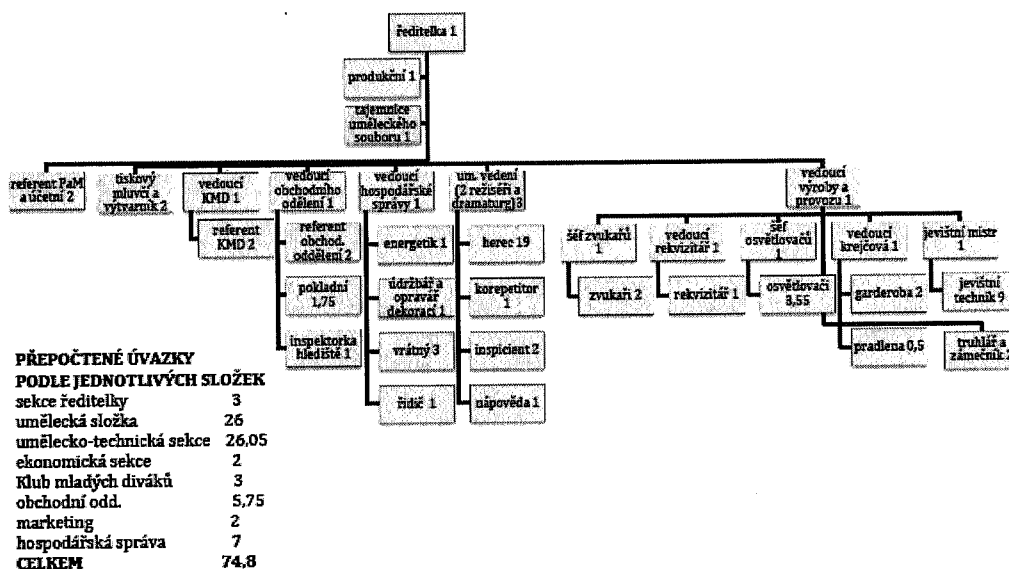 ředitelka 1
produkční 1
tajemnice
uměleckého
souboru 1
referent PaM
a účetní 2
tiskový
mluvčí a
výtvarník 2
vedoucí
KMD 1
vedoucí
obchodního
odělení 1
vedoucí
hospodářské
správy 1
um. vedení
(2 režiséři a
dramaturg)3
vedoucí
výroby a
provozu 1
referent
KMD 2
referent
obchod.
oddělení 2
pokladní
1,75
inspektorka
hlediště 1
energetik 1
údržbář a
opravář
dekorací 1
vrátný 3
řidič 1
herec 19
korepetitor
1
inspicient 2
nápověda 1
šéf zvukařů
1
vedoucí
rekvizitář 1
šéf
osvětlovačů
1
vedoucí
krejčová 1
jevištní mistr
1
zvukaři 2
rekvizitář 1
osvětlovači
3,55
garderoba 2
jevištní
technik 9
pradlena 0,5
truhlář a
zámečník 2
PŘEPOČTENÉ ÚVAZKY
PODLE JEDNOTLIVÝCH SLOŽEK
sekce ředitelky 3
umělecká složka 26
umělecko-technická sekce 26,05
ekonomická sekce 2
Klub mladých diváků 3
obchodní odd. 5,75
marketing 2
hospodářská správa 7
CELKEM 74,8